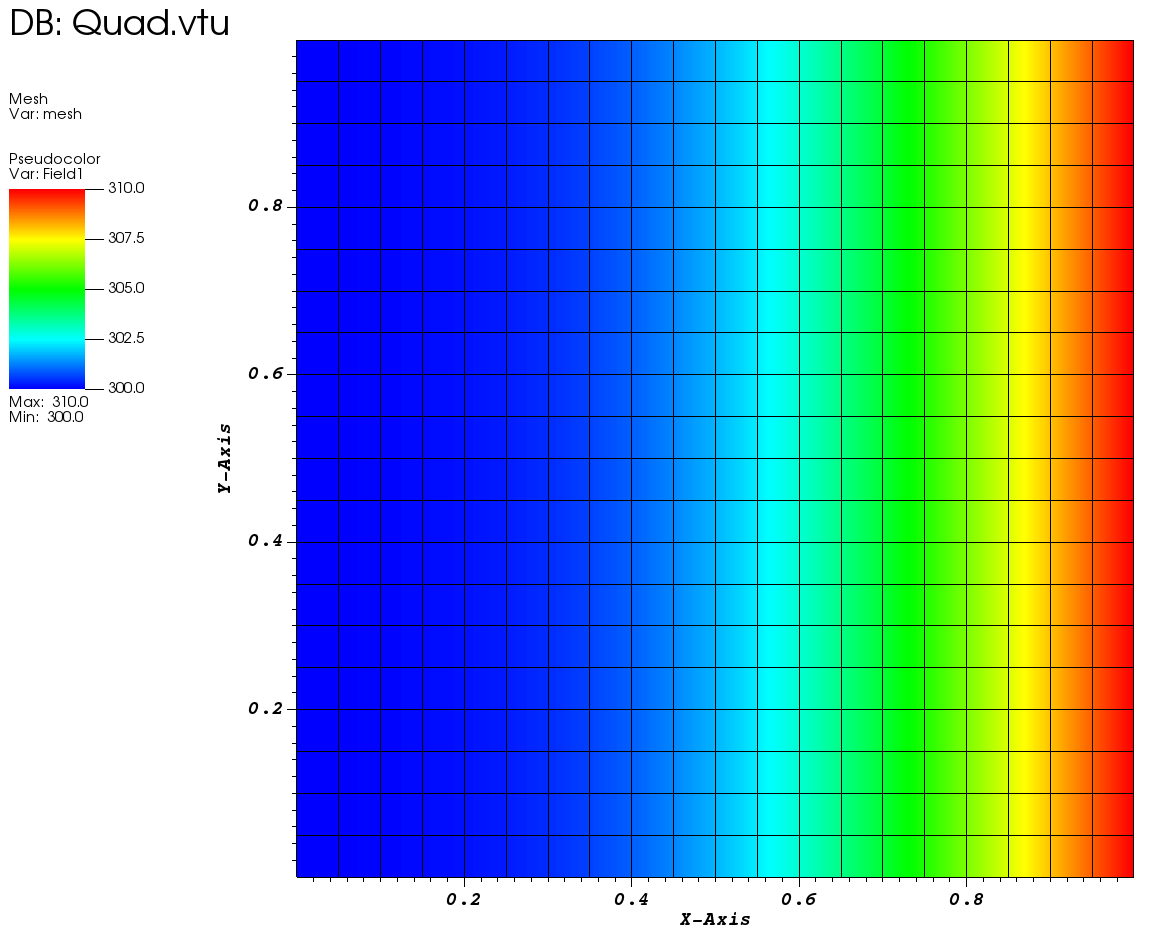 DB: Quad.vtu
Mesh
Var: mesh
Pseudocolor
Var: Field1
310.0
307.5
305.0
302.5
300.0
Max: 310.0
Min: 300.0
0.8
0.6
0.4
0.2
Y-Axis
0.2 0.4 0.6 0.8
X-Axis